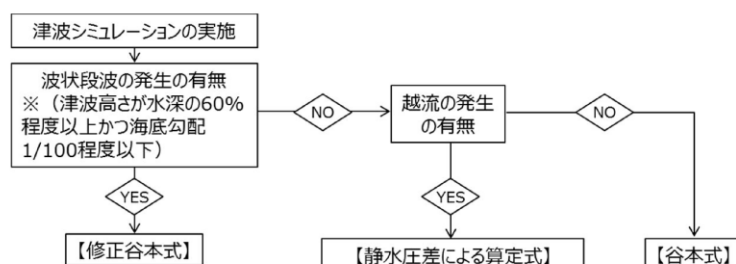 津波シミュレーションの実施
波状段波の発生の有無
※（津波高さが水深の60%
程度以上かつ海底勾配
1/100程度以下）
NO
越流の発生
の有無
NO
YES
YES
【修正谷本式】
【静水圧差による算定式】
【谷本式】